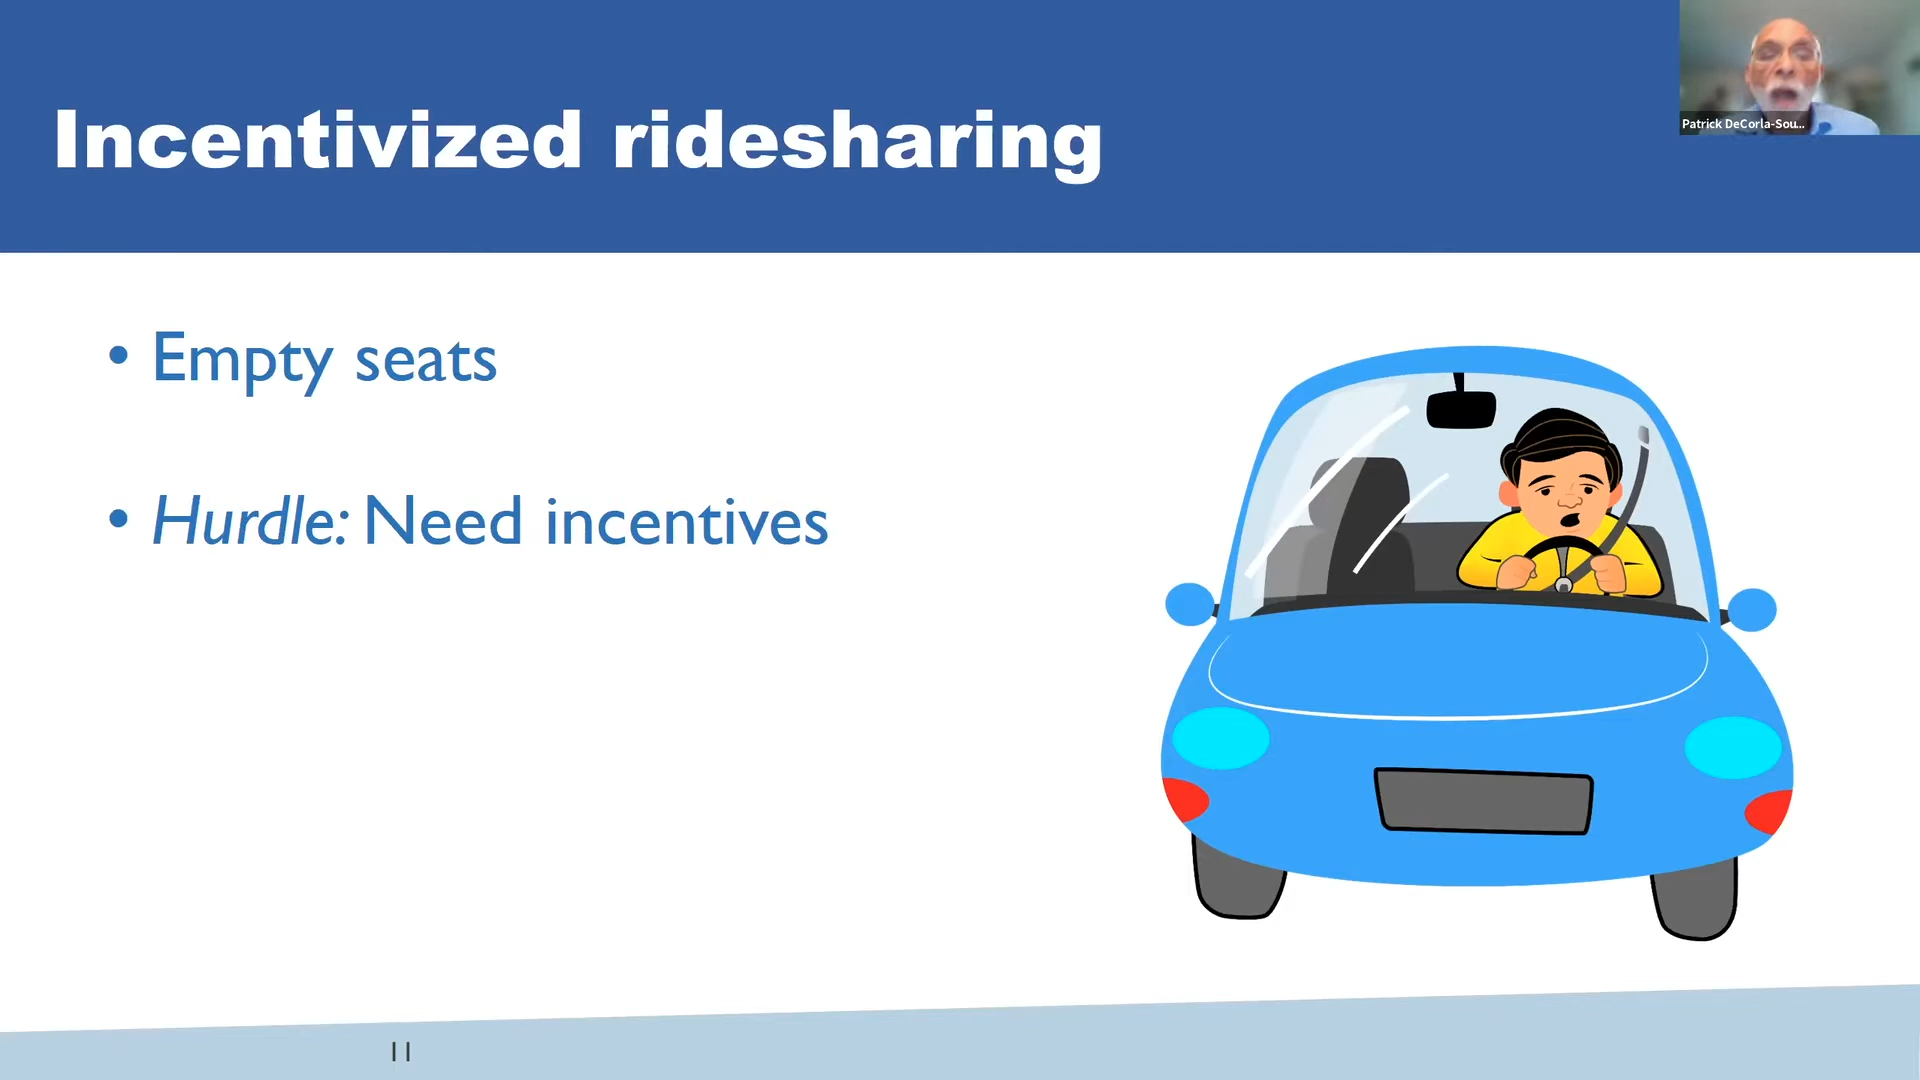 Incentivized ridesharing
Patrick DeCorla-Sou...
• Empty seats
• Hurdle: Need incentives
11